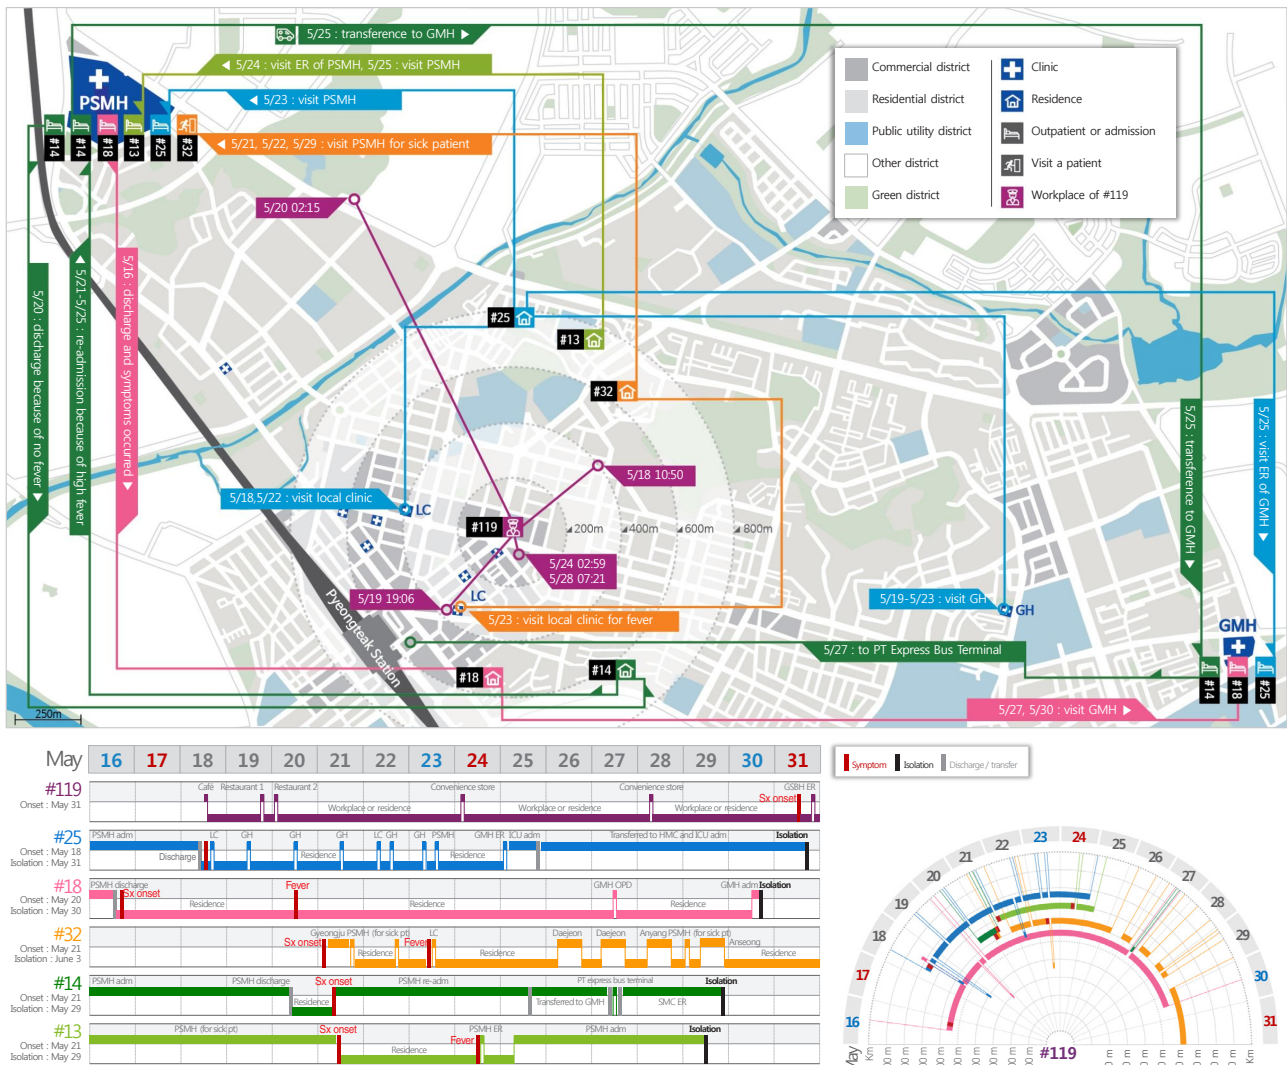 5/25 : transference to GMH ▶
◀ 5/24 : visit ER of PSMH, 5/25 : visit PSMH
◀ 5/23 : visit PSMH
◀ 5/21, 5/22, 5/29 : visit PSMH for sick patient
PSMH
#14
#14
#18
#13
#25
#32
Commercial district
Residential district
Public utility district
Other district
Green district
Clinic
Residence
Outpatient or admission
Visit a patient
Workplace of #119
5/20 02:15
5/20 : discharge because of no fever ▼
5/21-5/25 : re-admission because of high fever ▲
5/16 : discharge and symptoms occurred ▼
#25
#13
#32
5/18 10:50
5/18,5/22 : visit local clinic
LC
#119
◢ 200m
◢ 400m
◢ 600m
◢ 800m
5/24 02:59
5/28 07:21
5/19 19:06
LC
5/23 : visit local clinic for fever
5/19-5/23 : visit GH
GH
5/25 : transference to GMH ▼
5/25 : visit ER of GMH ▼
Pyeongteak Station
5/27 : to PT Express Bus Terminal
GMH
#14
#18
#25
#18
#14
5/27, 5/30 : visit GMH ▶
250m
May 16 17 18 19 20 21 22 23 24 25 26 27 28 29 30 31
Symptom
Isolation
Discharge / transfer
#119
Onset : May 31
Café Restaurant 1 Restaurant 2 Convenience store Convenience store GSBH ER
Workplace or residence Workplace or residence Workplace or residence Sx onset
#25
Onset : May 18
Isolation : May 31
PSMH adm LC GH GH GH LC GH GH PSMH GMH ER ICU adm Transferred to HMC and ICU adm Isolation
Discharge Residence Residence
#18
Onset : May 20
Isolation : May 30
PSMH discharge Fever GMH OPD GMH adm Isolation
Sx onset
Residence Residence Residence
#32
Onset : May 21
Isolation : June 3
Gyeongju PSMH (for sick pt) LC Daejeon Daejeon Anyang PSMH (for sick pt)
Sx onset Fever Anseong
Residence Residence Residence
#14
Onset : May 21
Isolation : May 29
PSMH adm PSMH discharge Sx onset PSMH re-adm PT express bus terminal Isolation
Residence Transferred to GMH SMC ER
#13
Onset : May 21
Isolation : May 29
PSMH (for sick pt) Sx onset PSMH ER PSMH adm Isolation
Fever
Residence
16
17
18
19
20
21
22
23
24
25
26
27
28
29
30
31
May
Km
#119
Km